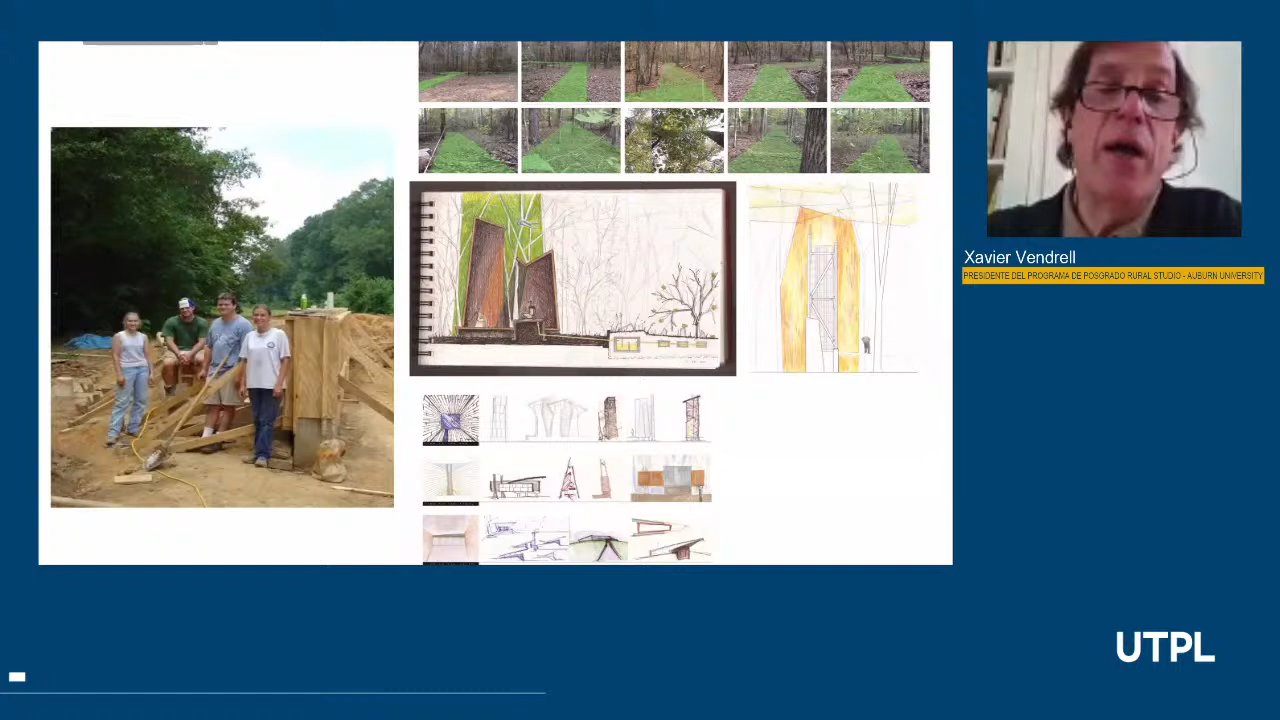 Xavier Vendrell
PRESIDENTE DEL PROGRAMA DE POSGRADO RURAL STUDIO - AUBURN UNIVERSITY
UTPL